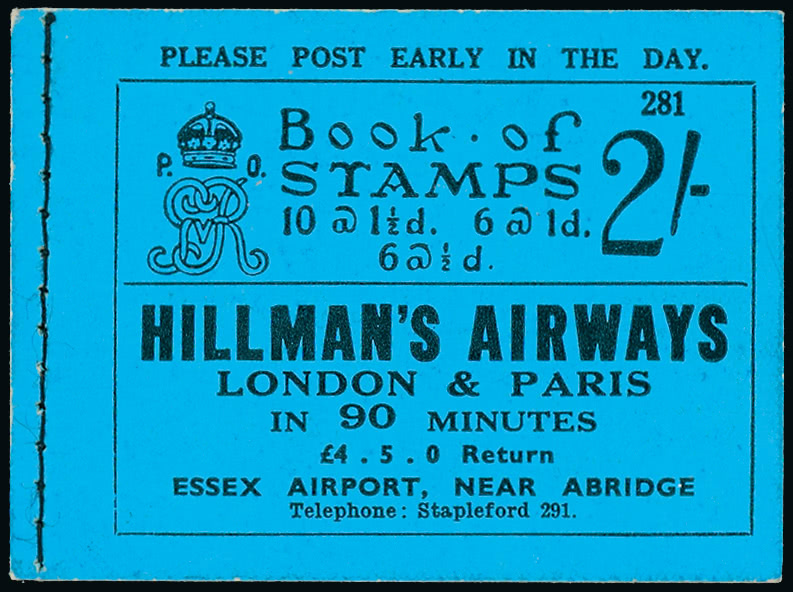 PLEASE POST EARLY IN THE DAY.
281
P. O.
Book · of
STAMPS
2/-
10 @ 1½d. 6 @ 1d.
6 @ ½d.
HILLMAN'S AIRWAYS
LONDON & PARIS
IN 90 MINUTES
£4 . 5 . 0 Return
ESSEX AIRPORT, NEAR ABRIDGE
Telephone: Stapleford 291.